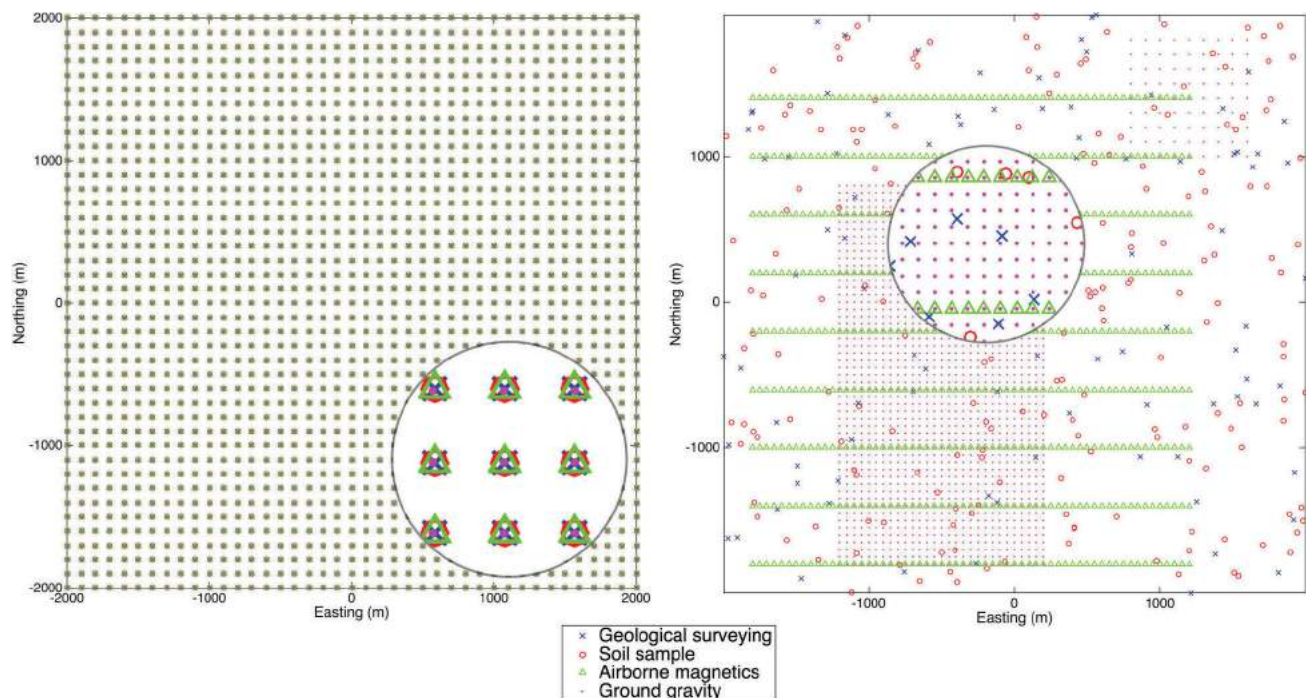 2000
1000
0
-1000
-2000
Northing (m)
-2000
-1000
0
1000
2000
Easting (m)
1000
0
-1000
Northing (m)
-1000
0
1000
Easting (m)
Geological surveying
Soil sample
Airborne magnetics
Ground gravity